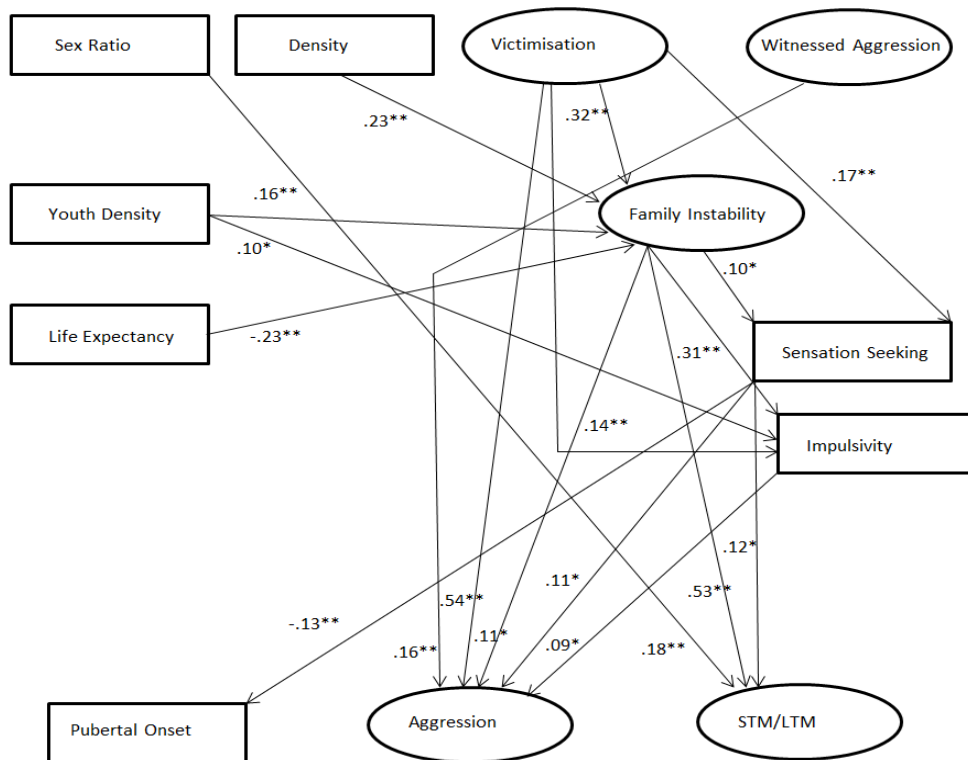 Sex Ratio
Density
Victimisation
Witnessed Aggression
.23**
.32**
.17**
Youth Density
.16**
Family Instability
.10*
.10*
Life Expectancy
-.23**
.31**
Sensation Seeking
.14**
Impulsivity
.12*
.11*
.53**
.54**
-.13**
.11*
.09*
.16**
.18**
Pubertal Onset
Aggression
STM/LTM